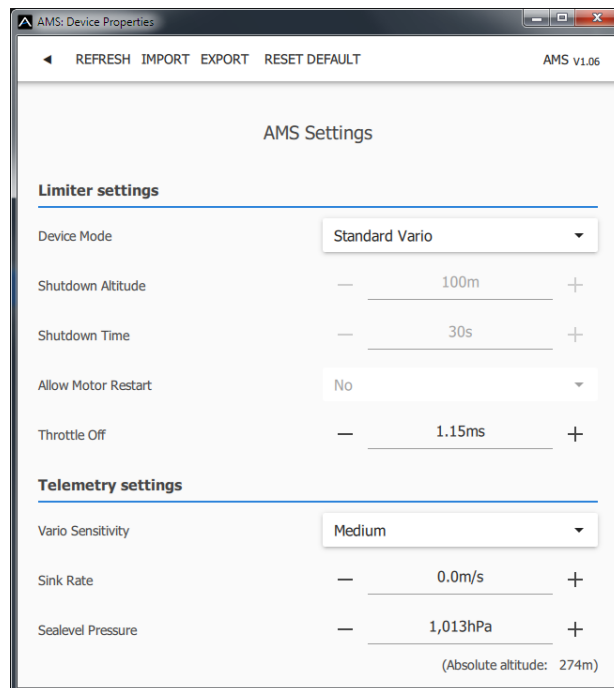 AMS: Device Properties
REFRESH IMPORT EXPORT RESET DEFAULT AMS V1.06
AMS Settings
Limiter settings
Device Mode Standard Vario
Shutdown Altitude — 100m +
Shutdown Time — 30s +
Allow Motor Restart No
Throttle Off — 1.15ms +
Telemetry settings
Vario Sensitivity Medium
Sink Rate — 0.0m/s +
Sealevel Pressure — 1,013hPa +
(Absolute altitude: 274m)